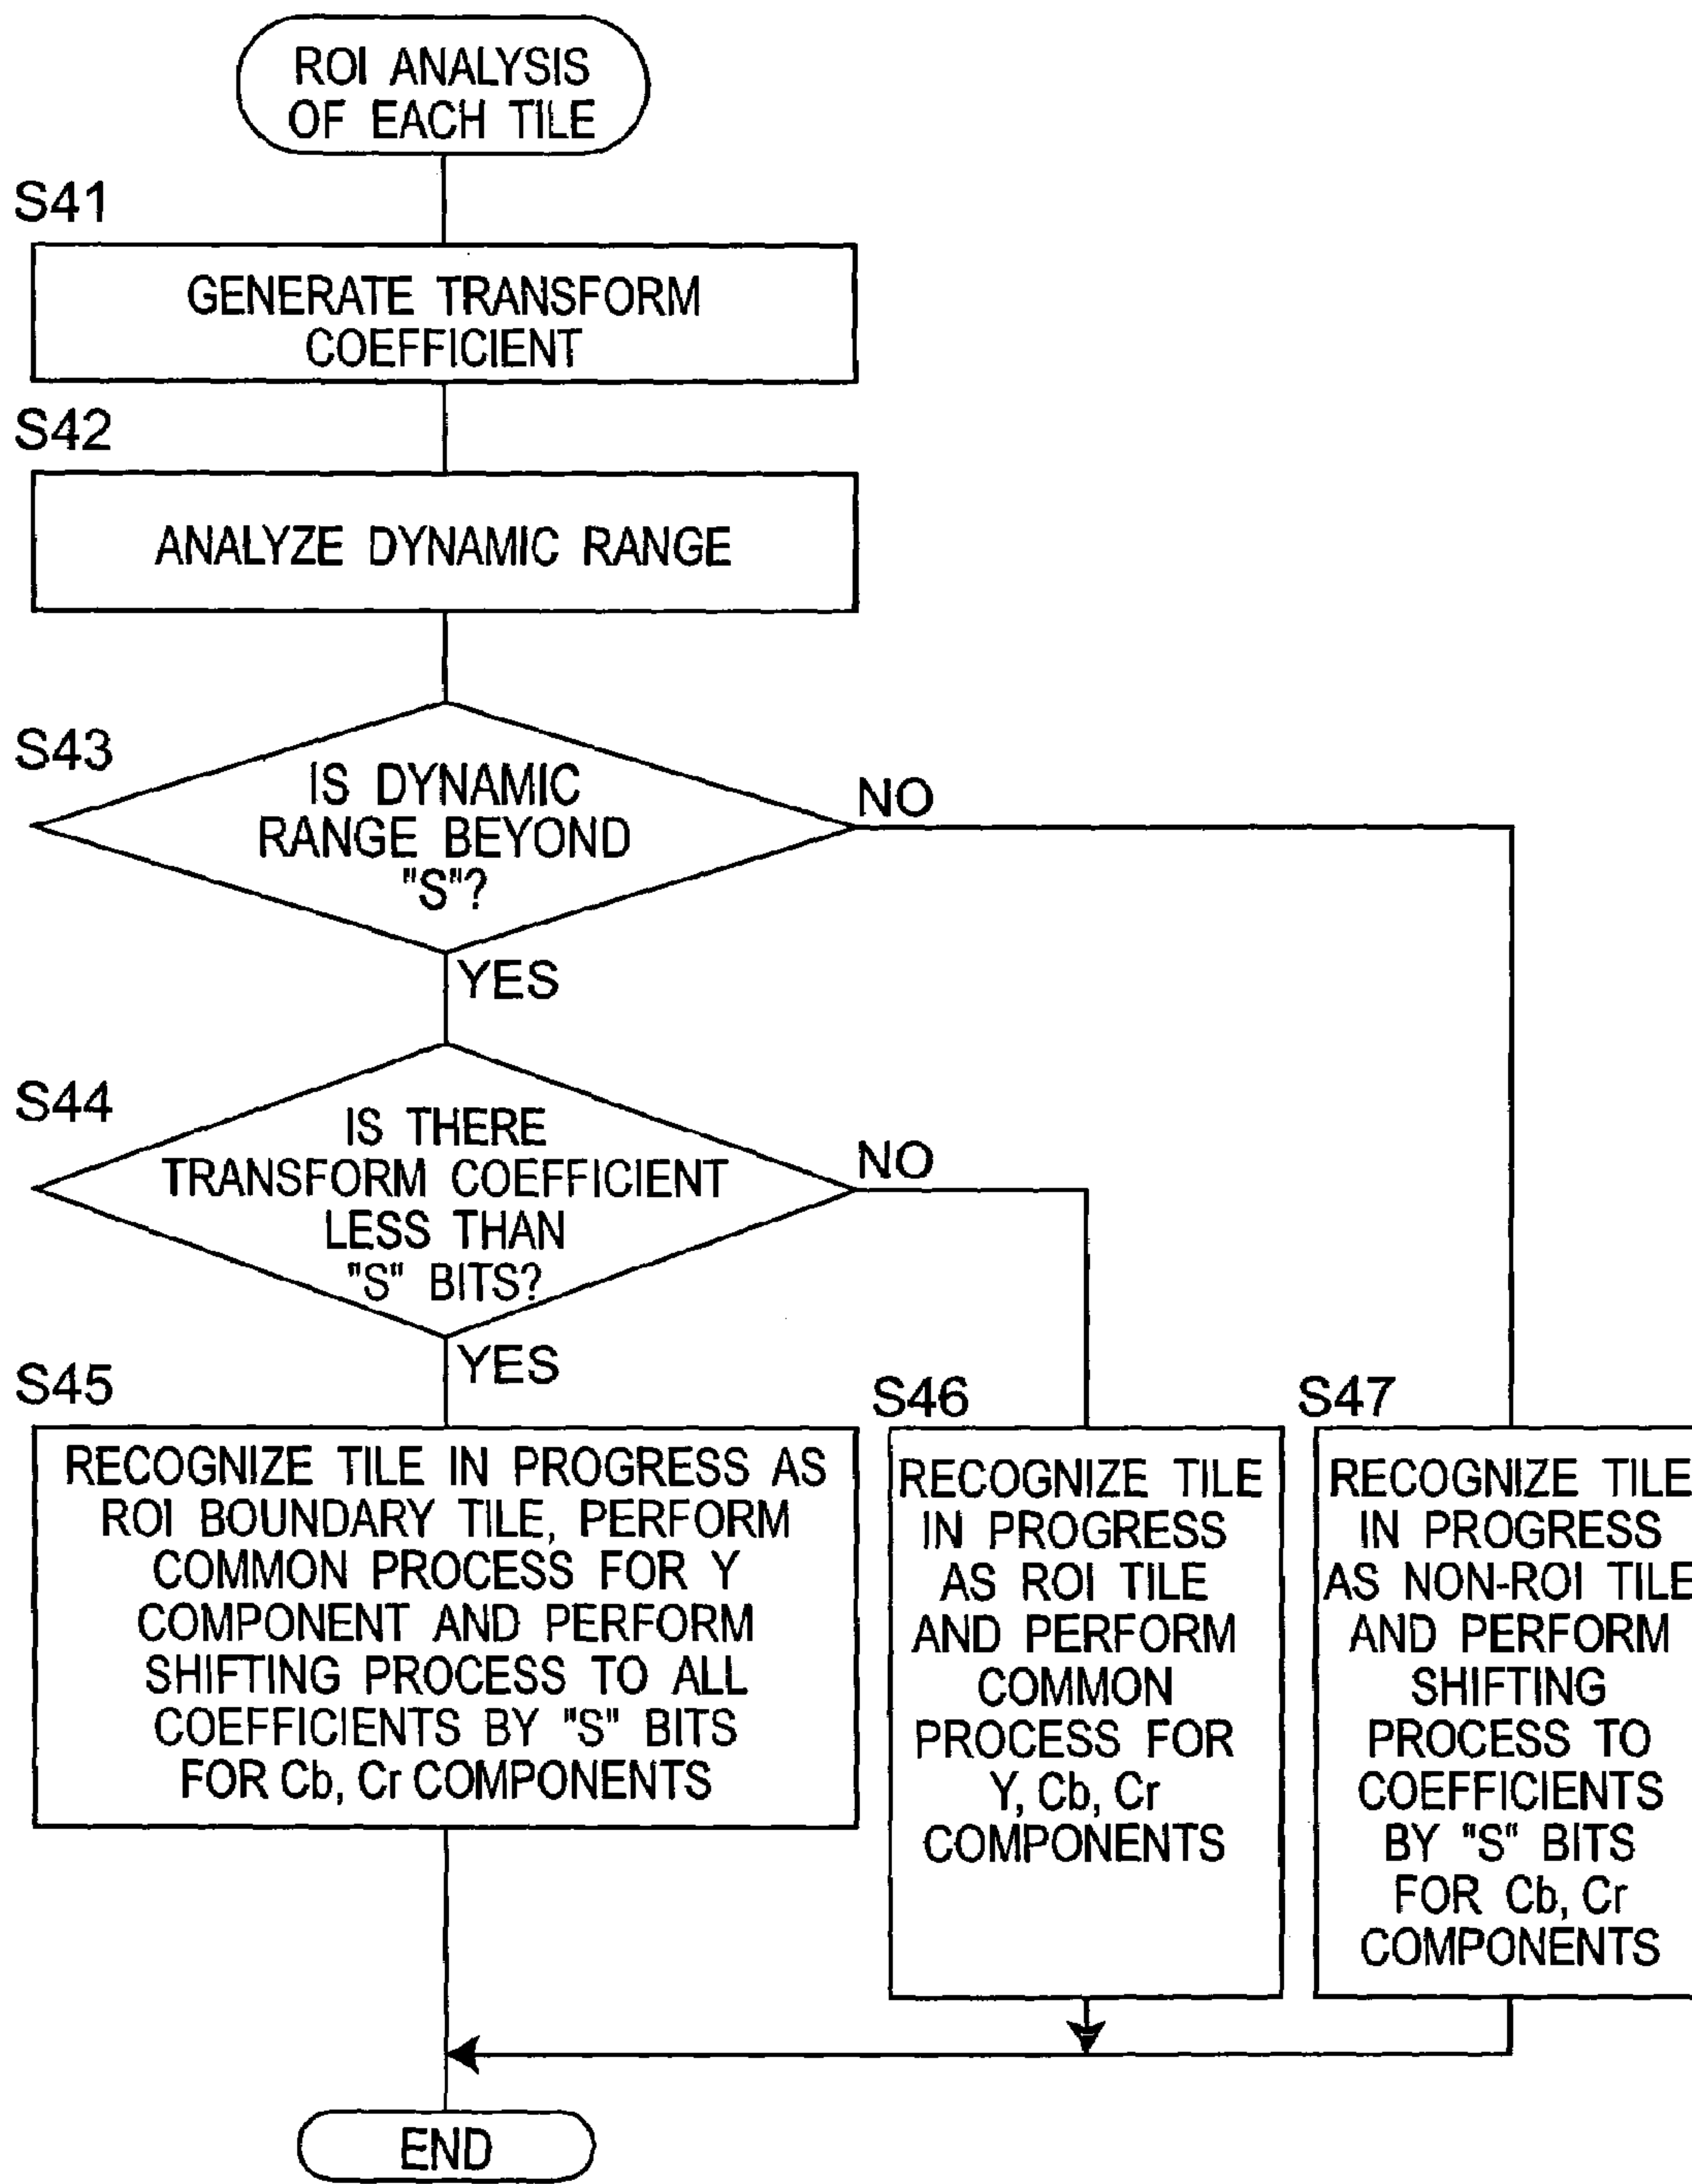 ROI ANALYSIS
OF EACH TILE
S41
GENERATE TRANSFORM
COEFFICIENT
S42
ANALYZE DYNAMIC RANGE
S43
IS DYNAMIC
RANGE BEYOND
"S"?
NO
YES
S44
IS THERE
TRANSFORM COEFFICIENT
LESS THAN
"S" BITS?
NO
YES
S45
RECOGNIZE TILE IN PROGRESS AS
ROI BOUNDARY TILE, PERFORM
COMMON PROCESS FOR Y
COMPONENT AND PERFORM
SHIFTING PROCESS TO ALL
COEFFICIENTS BY "S" BITS
FOR Cb, Cr COMPONENTS
S46
RECOGNIZE TILE
IN PROGRESS
AS ROI TILE
AND PERFORM
COMMON
PROCESS FOR
Y, Cb, Cr
COMPONENTS
S47
RECOGNIZE TILE
IN PROGRESS
AS NON-ROI TILE
AND PERFORM
SHIFTING
PROCESS TO
COEFFICIENTS
BY "S" BITS
FOR Cb, Cr
COMPONENTS
END